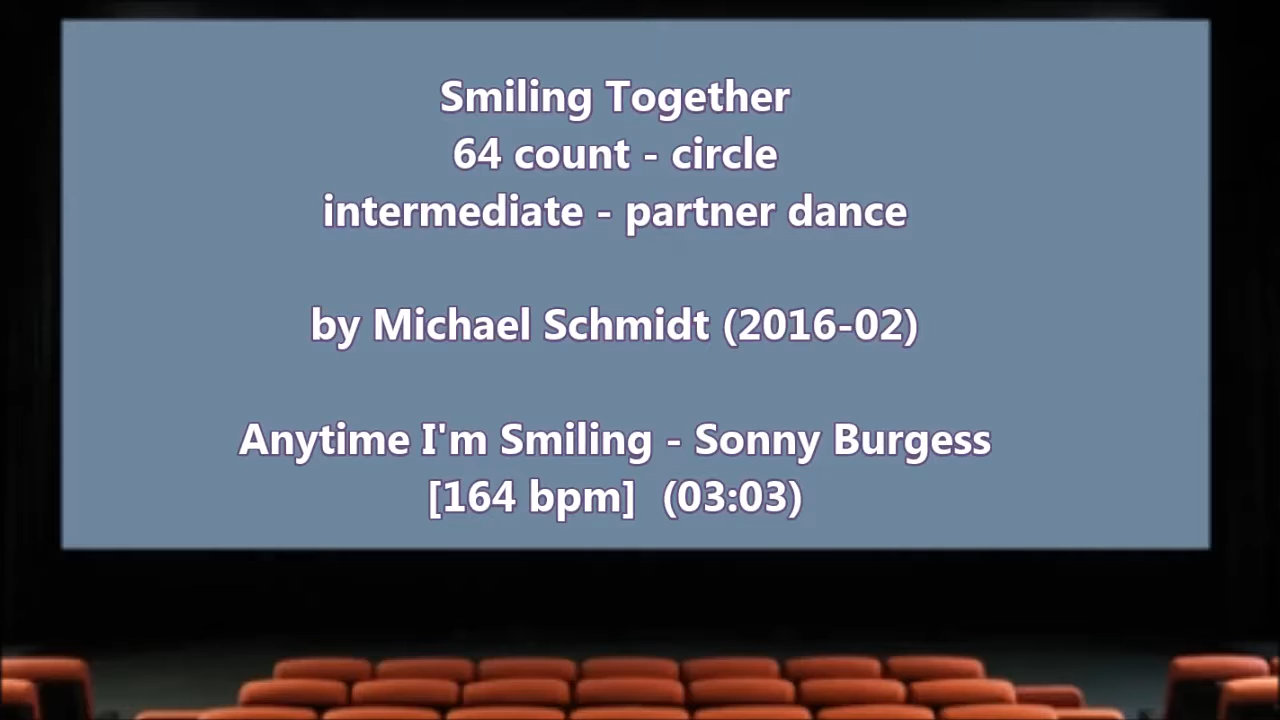 Smiling Together
64 count - circle
intermediate - partner dance
by Michael Schmidt (2016-02)
Anytime I'm Smiling - Sonny Burgess
[164 bpm]  (03:03)